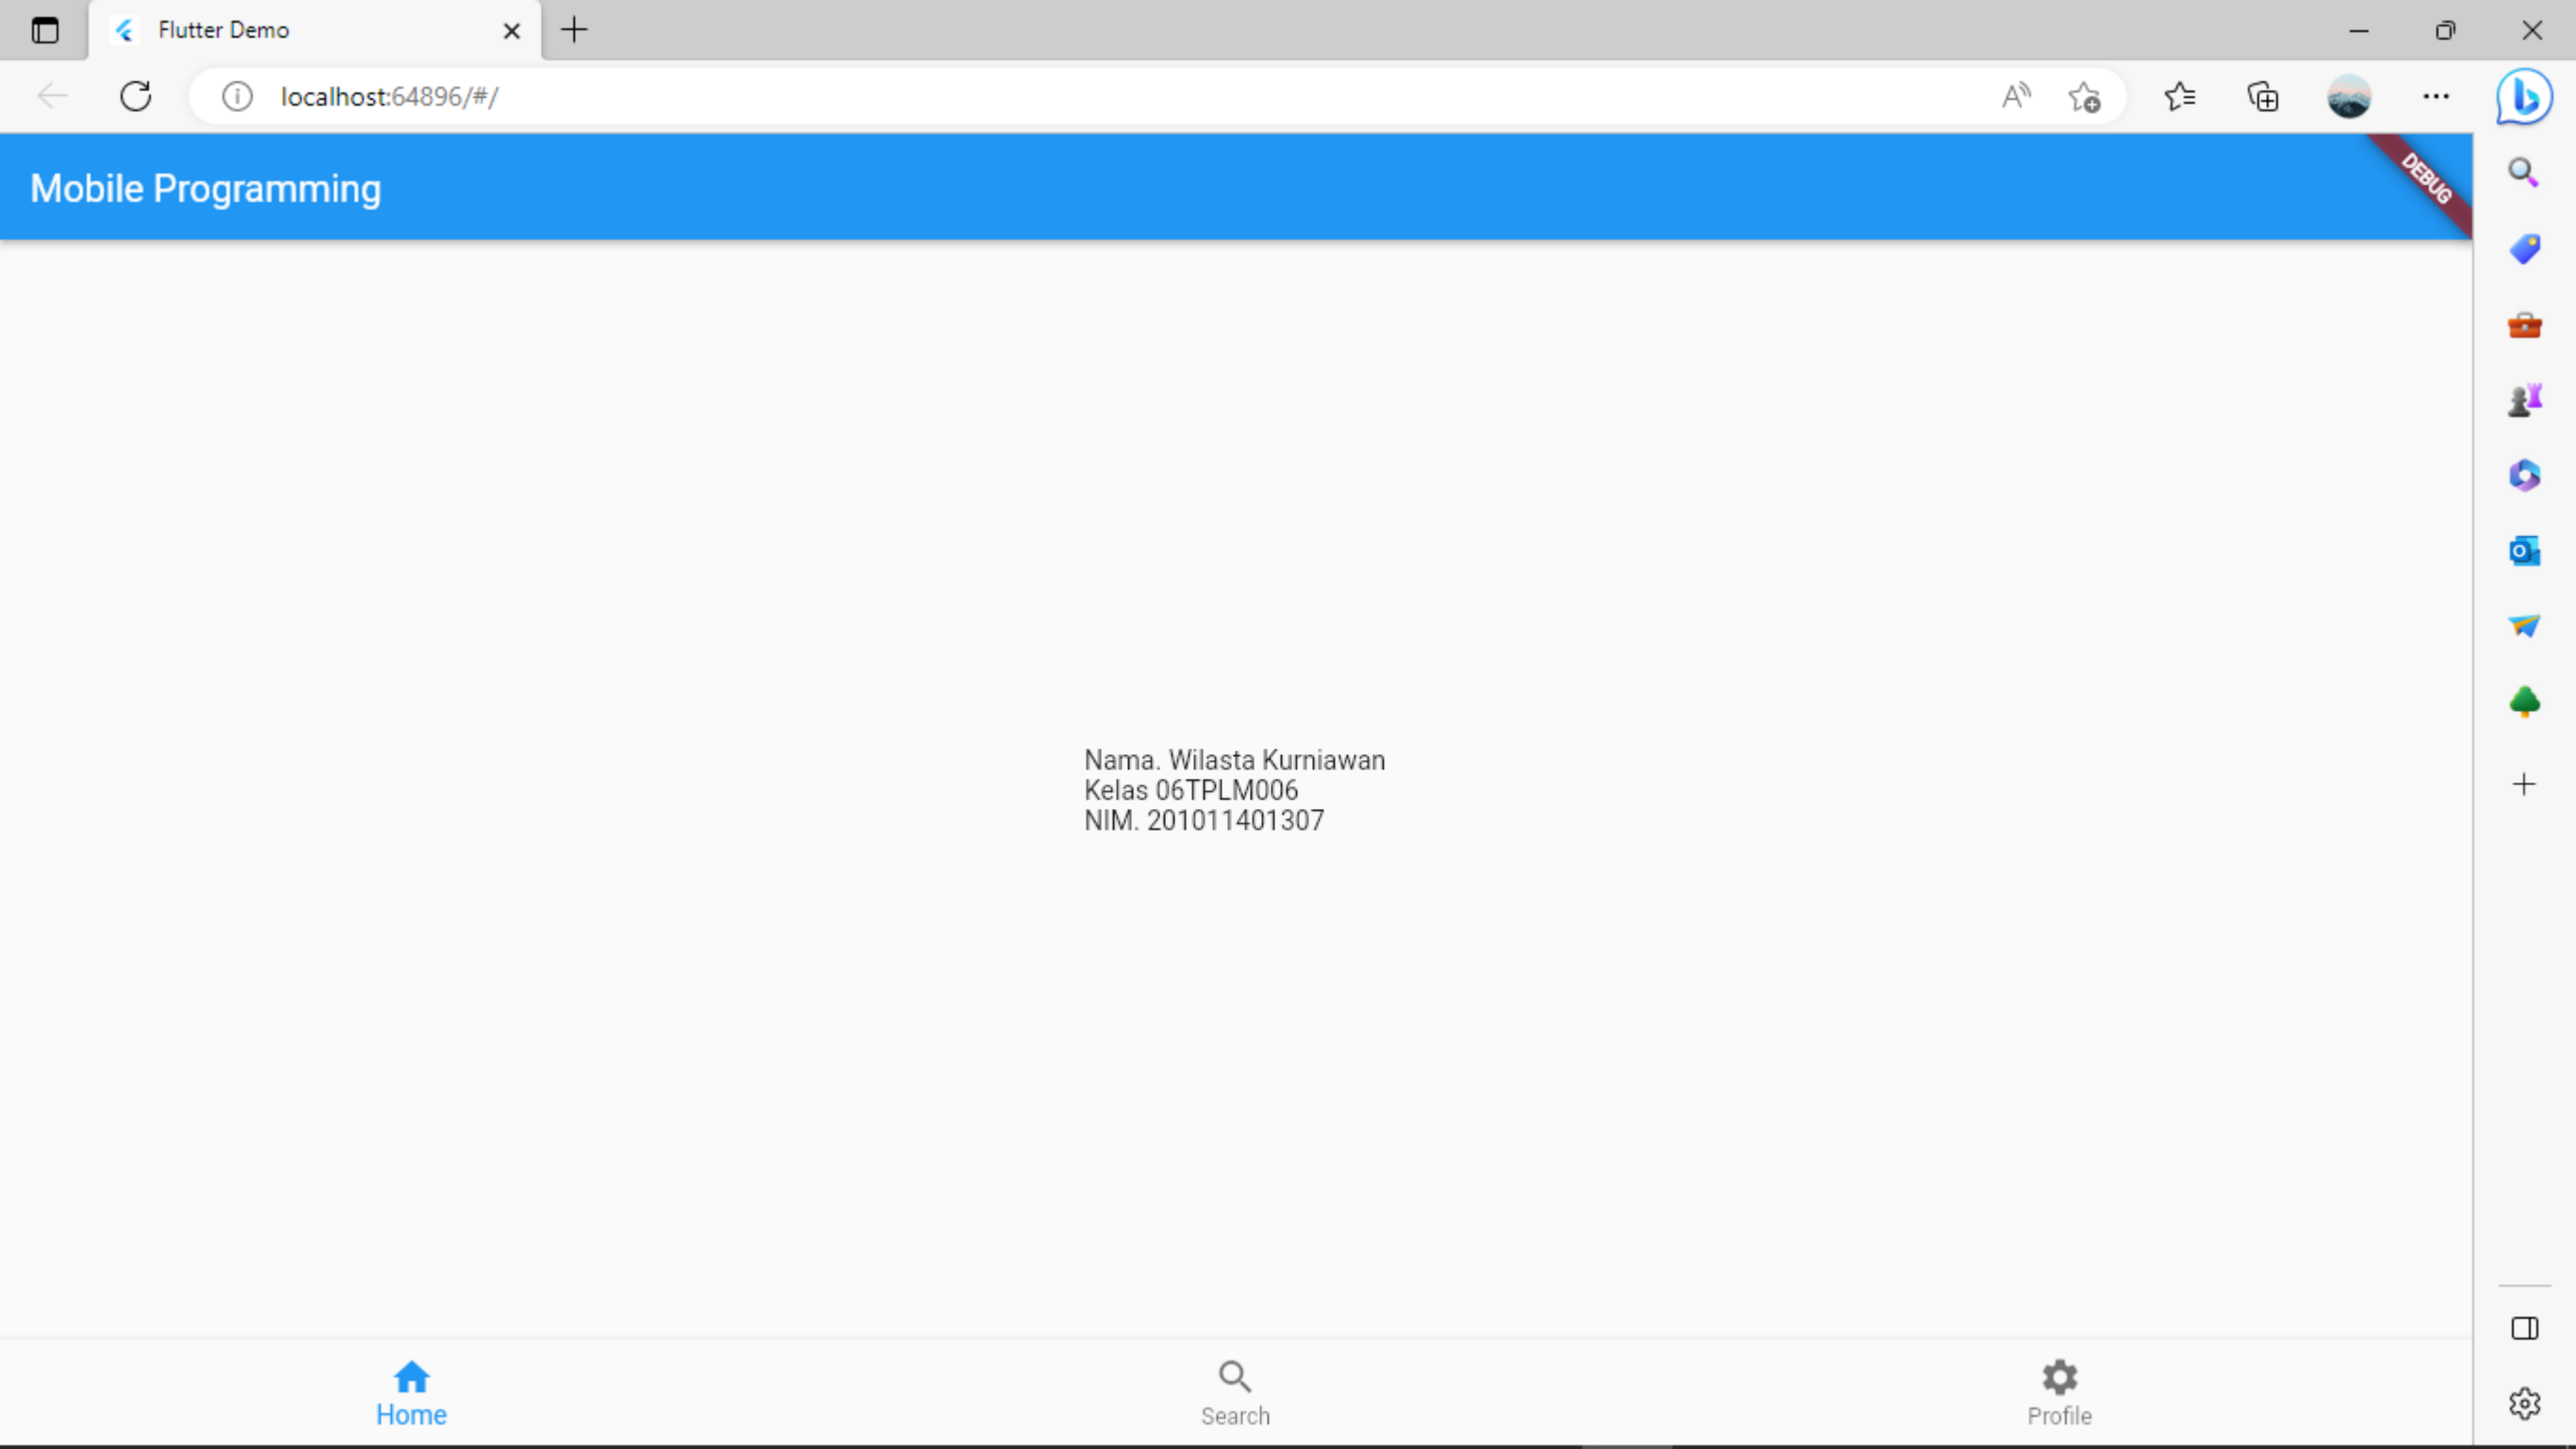 Flutter Demo
localhost:64896/#/
Mobile Programming
DEBUG
Nama. Wilasta Kurniawan
Kelas 06TPLM006
NIM. 201011401307
Home
Search
Profile